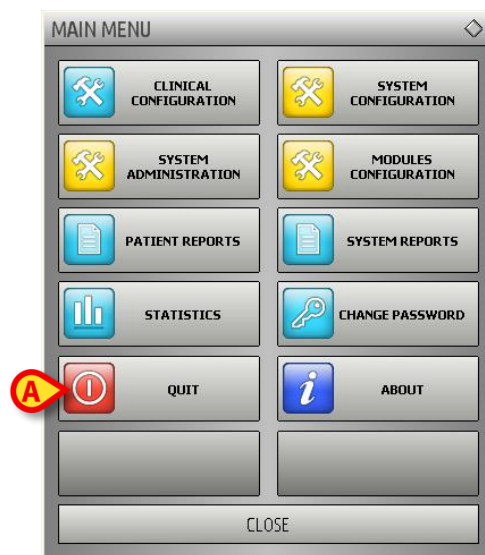 MAIN MENU
CLINICAL
CONFIGURATION
SYSTEM
CONFIGURATION
SYSTEM
ADMINISTRATION
MODULES
CONFIGURATION
PATIENT REPORTS
SYSTEM REPORTS
STATISTICS
CHANGE PASSWORD
A
QUIT
i
ABOUT
CLOSE